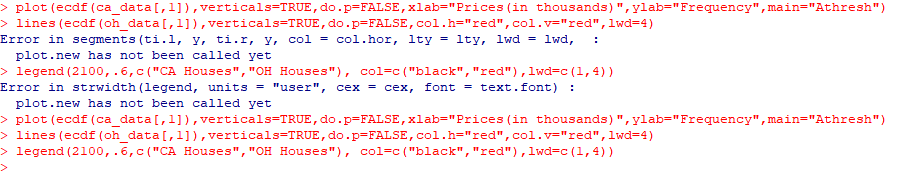 > plot(ecdf(ca_data[,1]),verticals=TRUE,do.p=FALSE,xlab="Prices(in thousands)",ylab="Frequency",main="Athresh")
> lines(ecdf(oh_data[,1]),verticals=TRUE,do.p=FALSE,col.h="red",col.v="red",lwd=4)
Error in segments(ti.l, y, ti.r, y, col = col.hor, lty = lty, lwd = lwd,  :
  plot.new has not been called yet
> legend(2100,.6,c("CA Houses","OH Houses"), col=c("black","red"),lwd=c(1,4))
Error in strwidth(legend, units = "user", cex = cex, font = text.font) :
  plot.new has not been called yet
> plot(ecdf(ca_data[,1]),verticals=TRUE,do.p=FALSE,xlab="Prices(in thousands)",ylab="Frequency",main="Athresh")
> lines(ecdf(oh_data[,1]),verticals=TRUE,do.p=FALSE,col.h="red",col.v="red",lwd=4)
> legend(2100,.6,c("CA Houses","OH Houses"), col=c("black","red"),lwd=c(1,4))
>